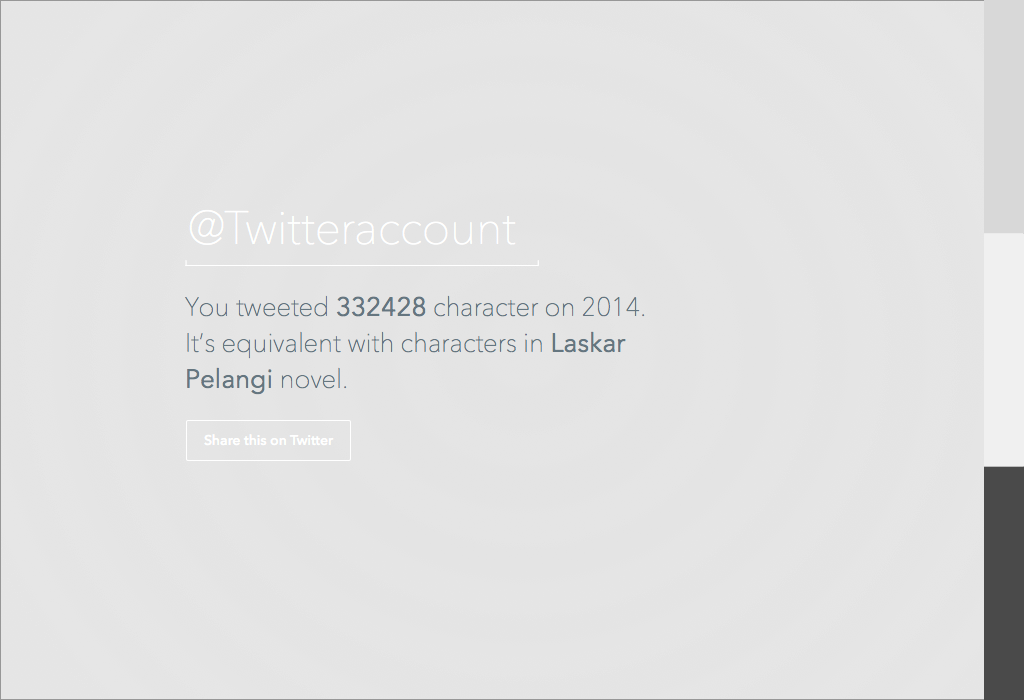 @Twitteraccount
You tweeted 332428 character on 2014.
It’s equivalent with characters in Laskar
Pelangi novel.
Share this on Twitter